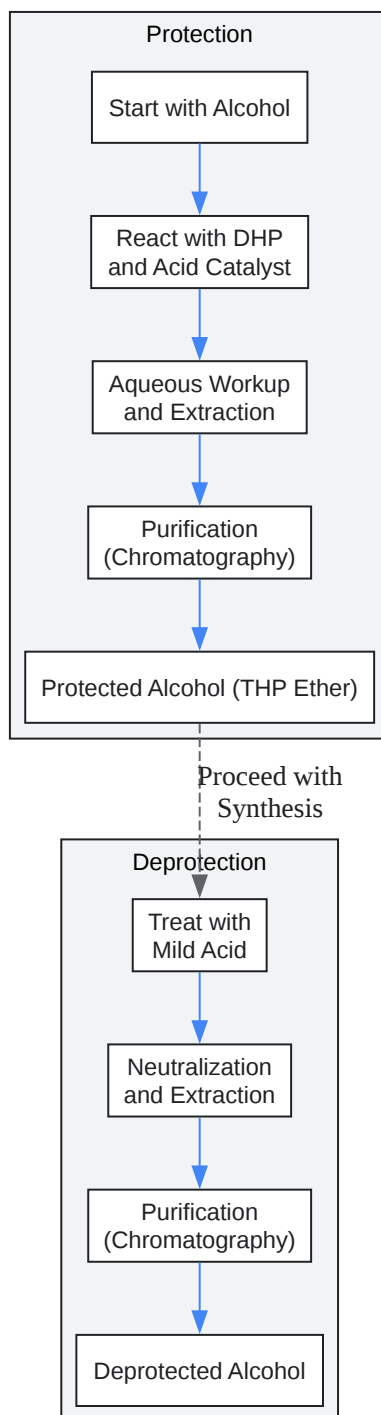 Protection
Start with Alcohol
React with DHP
and Acid Catalyst
Aqueous Workup
and Extraction
Purification
(Chromatography)
Protected Alcohol (THP Ether)
Proceed with
Synthesis
Deprotection
Treat with
Mild Acid
Neutralization
and Extraction
Purification
(Chromatography)
Deprotected Alcohol